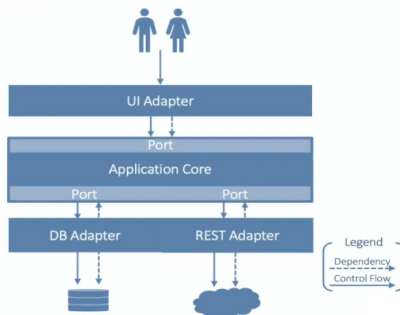 UI Adapter
Port
Application Core
Port Port
DB Adapter REST Adapter
Legend
Dependency
Control Flow